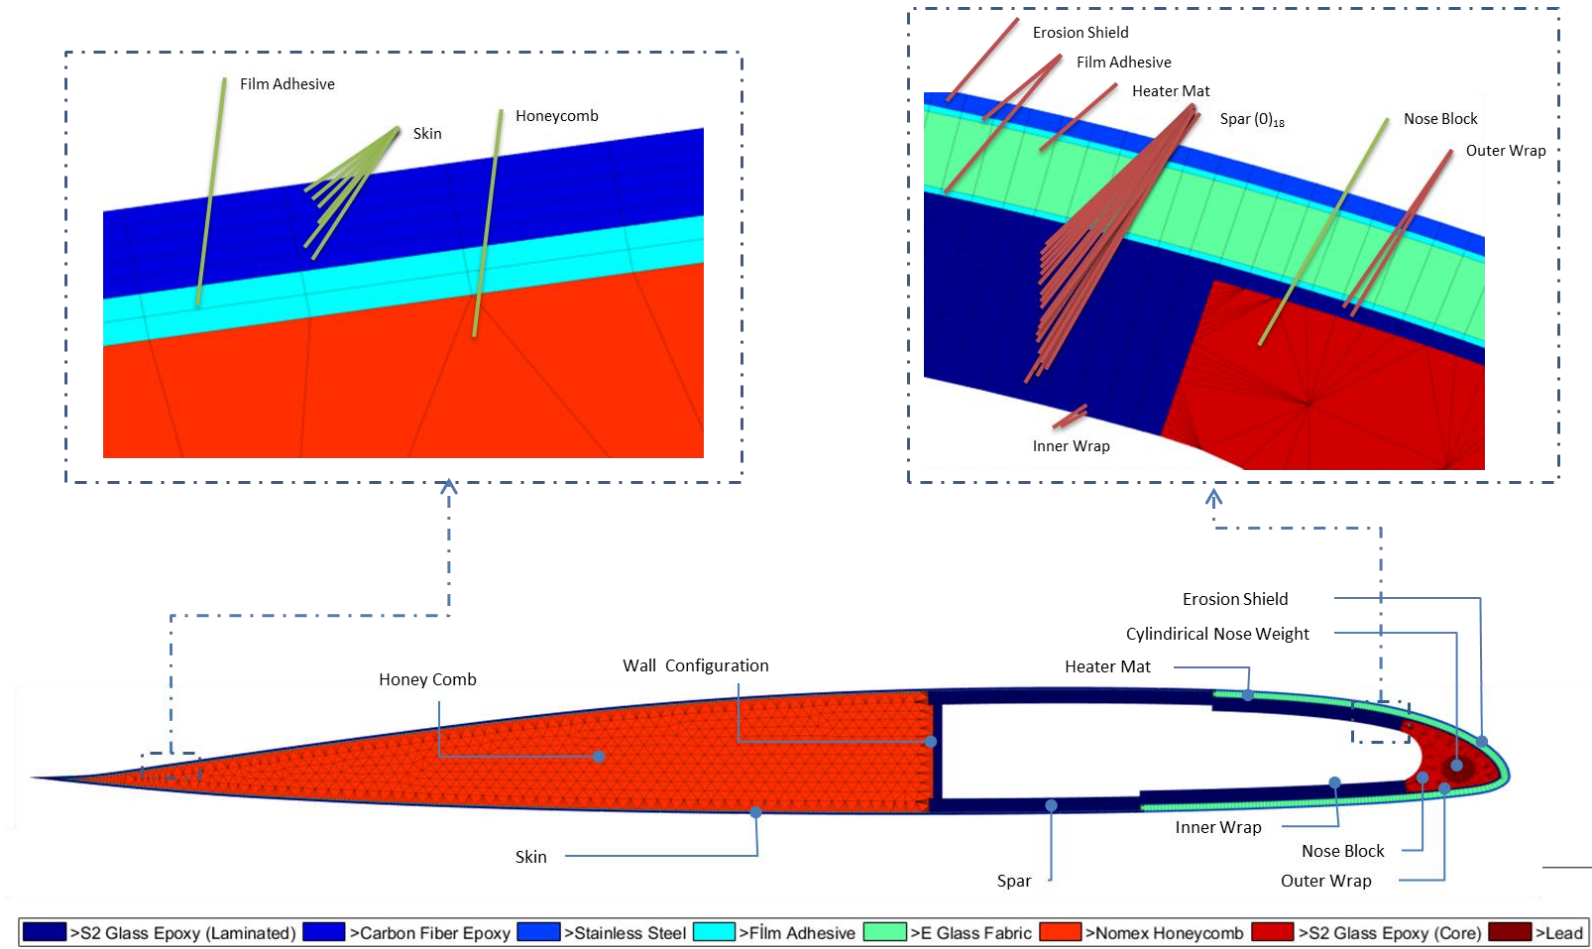 Film Adhesive
Skin
Honeycomb
Erosion Shield
Film Adhesive
Heater Mat
Spar (0)18
Nose Block
Outer Wrap
Inner Wrap
Erosion Shield
Cylindirical Nose Weight
Heater Mat
Wall Configuration
Honey Comb
Inner Wrap
Nose Block
Skin
Spar
Outer Wrap
>S2 Glass Epoxy (Laminated) >Carbon Fiber Epoxy >Stainless Steel >Fİlm Adhesive >E Glass Fabric >Nomex Honeycomb >S2 Glass Epoxy (Core) >Lead